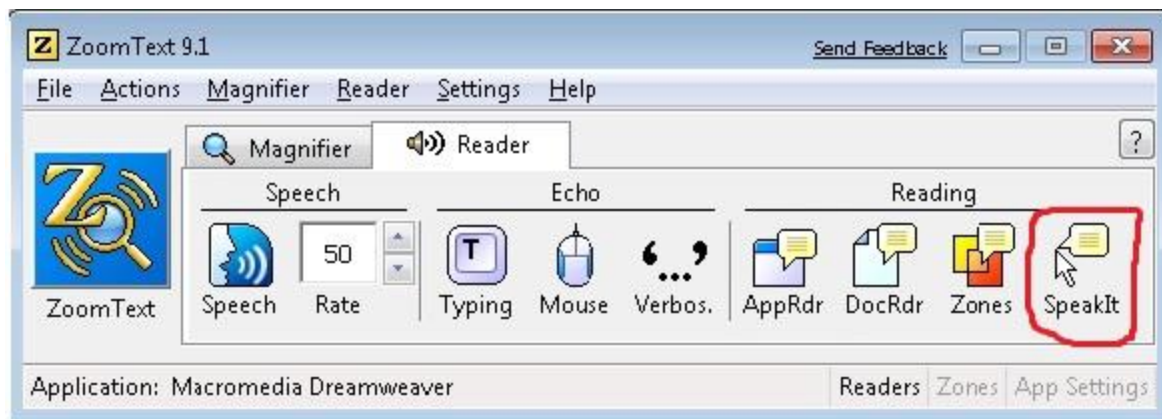 Z ZoomText 9.1 Send Feedback
File Actions Magnifier Reader Settings Help
Magnifier Reader ?
Speech Echo Reading
Z T 50
ZoomText Speech Rate Typing Mouse Verbos. AppRdr DocRdr Zones SpeakIt
Application: Macromedia Dreamweaver Readers Zones App Settings